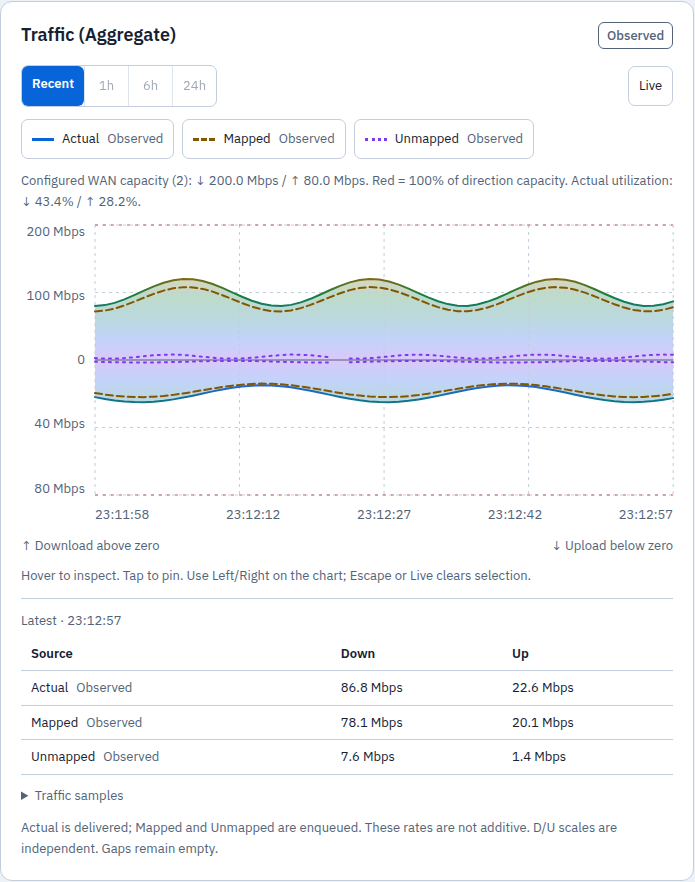 Traffic (Aggregate)
Observed
Recent 1h 6h 24h
Live
Actual Observed Mapped Observed Unmapped Observed
Configured WAN capacity (2): ↓ 200.0 Mbps / ↑ 80.0 Mbps. Red = 100% of direction capacity. Actual utilization:
↓ 43.4% / ↑ 28.2%.
200 Mbps
100 Mbps
0
40 Mbps
80 Mbps
23:11:58 23:12:12 23:12:27 23:12:42 23:12:57
↑ Download above zero ↓ Upload below zero
Hover to inspect. Tap to pin. Use Left/Right on the chart; Escape or Live clears selection.
Latest · 23:12:57
Source Down Up
Actual Observed 86.8 Mbps 22.6 Mbps
Mapped Observed 78.1 Mbps 20.1 Mbps
Unmapped Observed 7.6 Mbps 1.4 Mbps
▶ Traffic samples
Actual is delivered; Mapped and Unmapped are enqueued. These rates are not additive. D/U scales are
independent. Gaps remain empty.